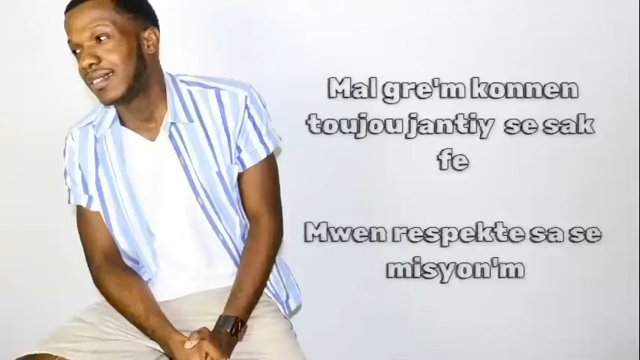 Mal gre'm konnen
toujou jantiy se sak
fe
Mwen respekte sa se
misyon'm